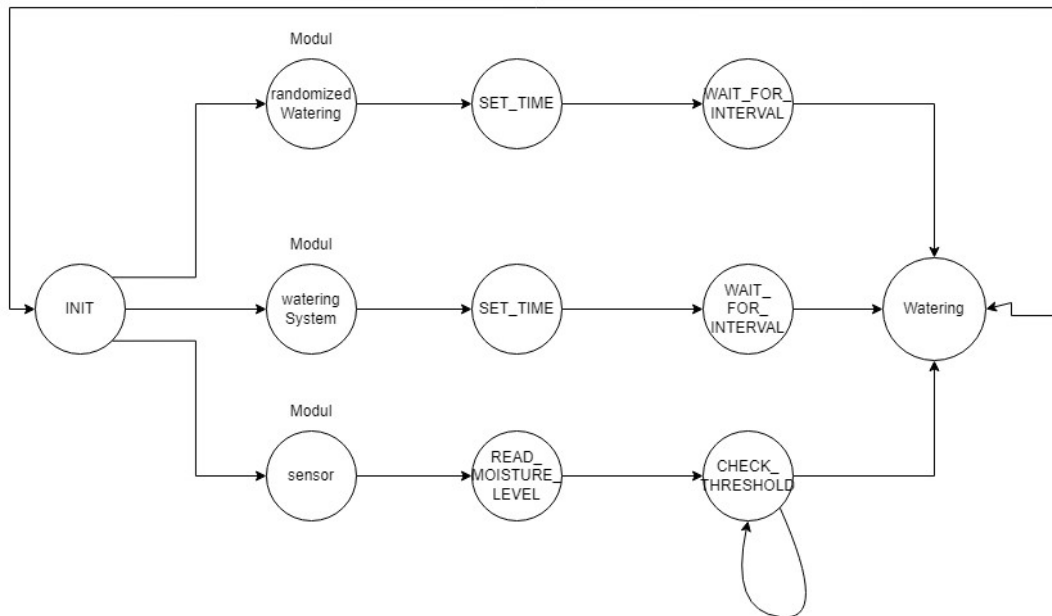 Modul
randomized
Watering
SET_TIME
WAIT_FOR_
INTERVAL
INIT
Modul
watering
System
SET_TIME
WAIT_
FOR_
INTERVAL
Watering
Modul
sensor
READ_
MOISTURE_
LEVEL
CHECK_
THRESHOLD